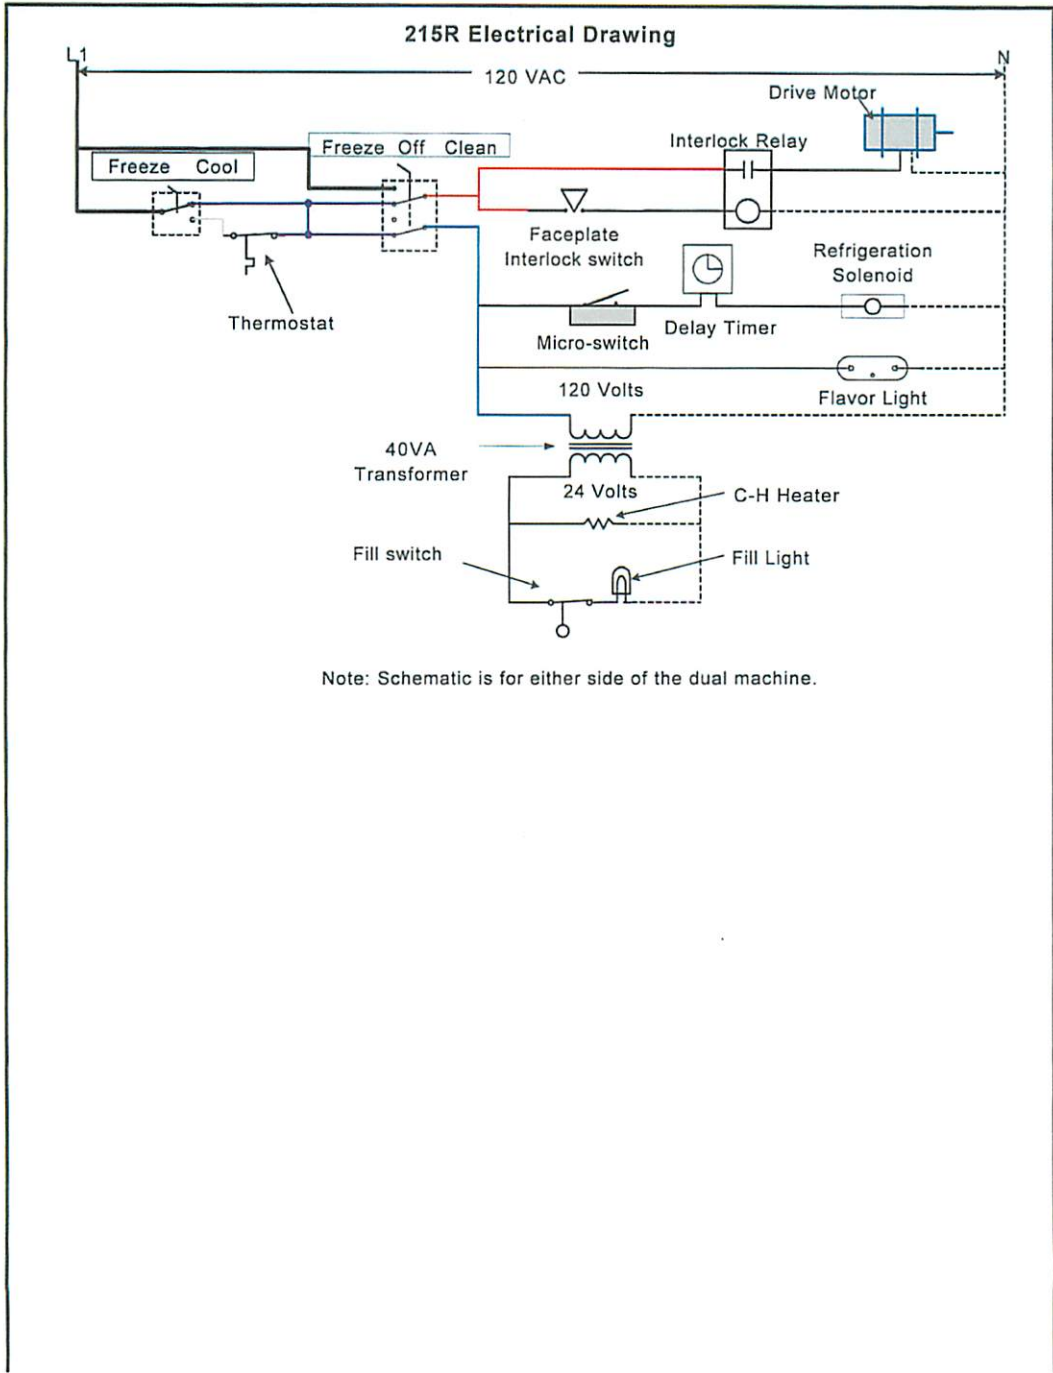 215R Electrical Drawing
L1
N
120 VAC
Drive Motor
Freeze Off Clean
Interlock Relay
Freeze Cool
Faceplate
Interlock switch
Refrigeration
Solenoid
Thermostat
Micro-switch
Delay Timer
120 Volts
Flavor Light
40VA
Transformer
24 Volts
C-H Heater
Fill switch
Fill Light
Note: Schematic is for either side of the dual machine.